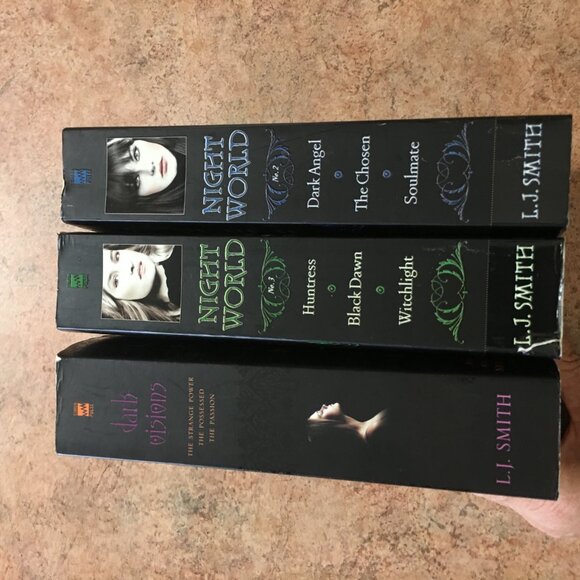 NIGHT
WORLD
No. 2
Dark Angel
The Chosen
Soulmate
L.J. SMITH
NIGHT
WORLD
No. 3
Huntress
Black Dawn
Witchlight
L.J. SMITH
dark
visions
THE STRANGE POWER
THE POSSESSED
THE PASSION
L.J. SMITH